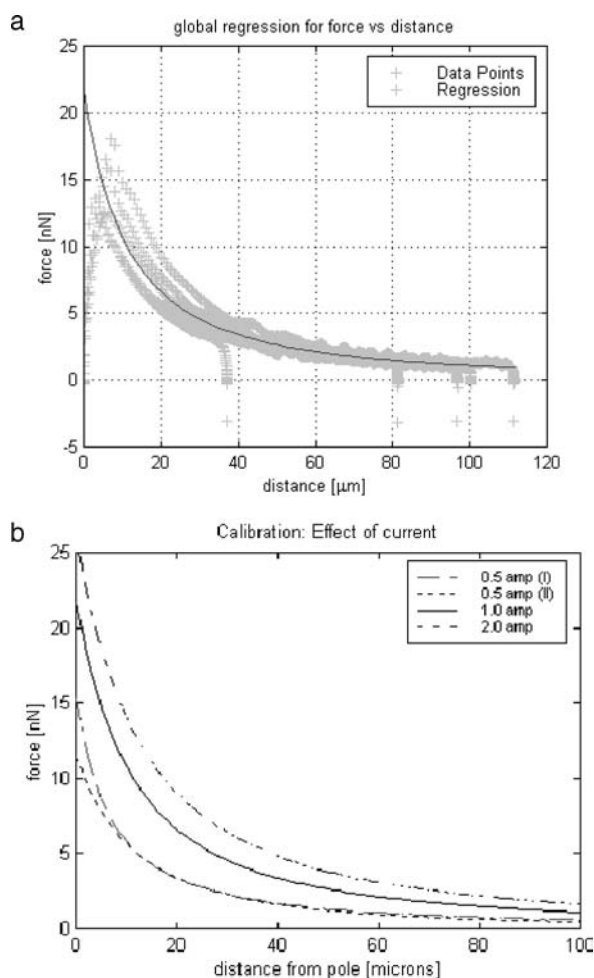 a
global regression for force vs distance
25
20
15
10
5
0
-5
force [nN]
Data Points
Regression
0 20 40 60 80 100 120
distance [µm]
b
Calibration: Effect of current
25
20
15
10
5
0
force [nN]
0.5 amp (I)
0.5 amp (II)
1.0 amp
2.0 amp
0 20 40 60 80 100
distance from pole [microns]